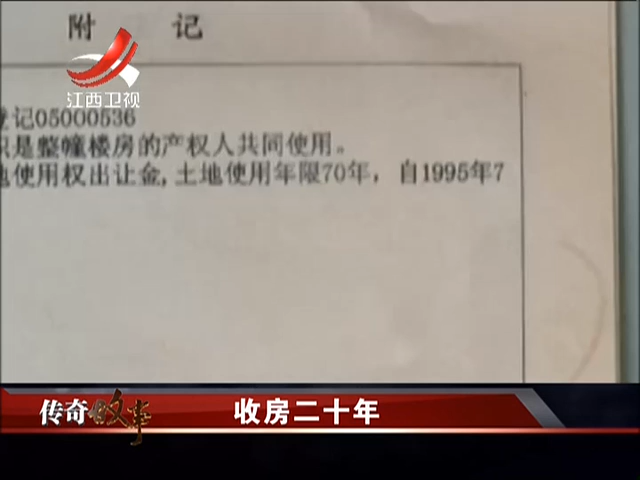 附 记
江西卫视
登记05000536
积是整幢楼房的产权人共同使用。
地使用权出让金,土地使用年限70年，自1995年7
传奇故事
收房二十年